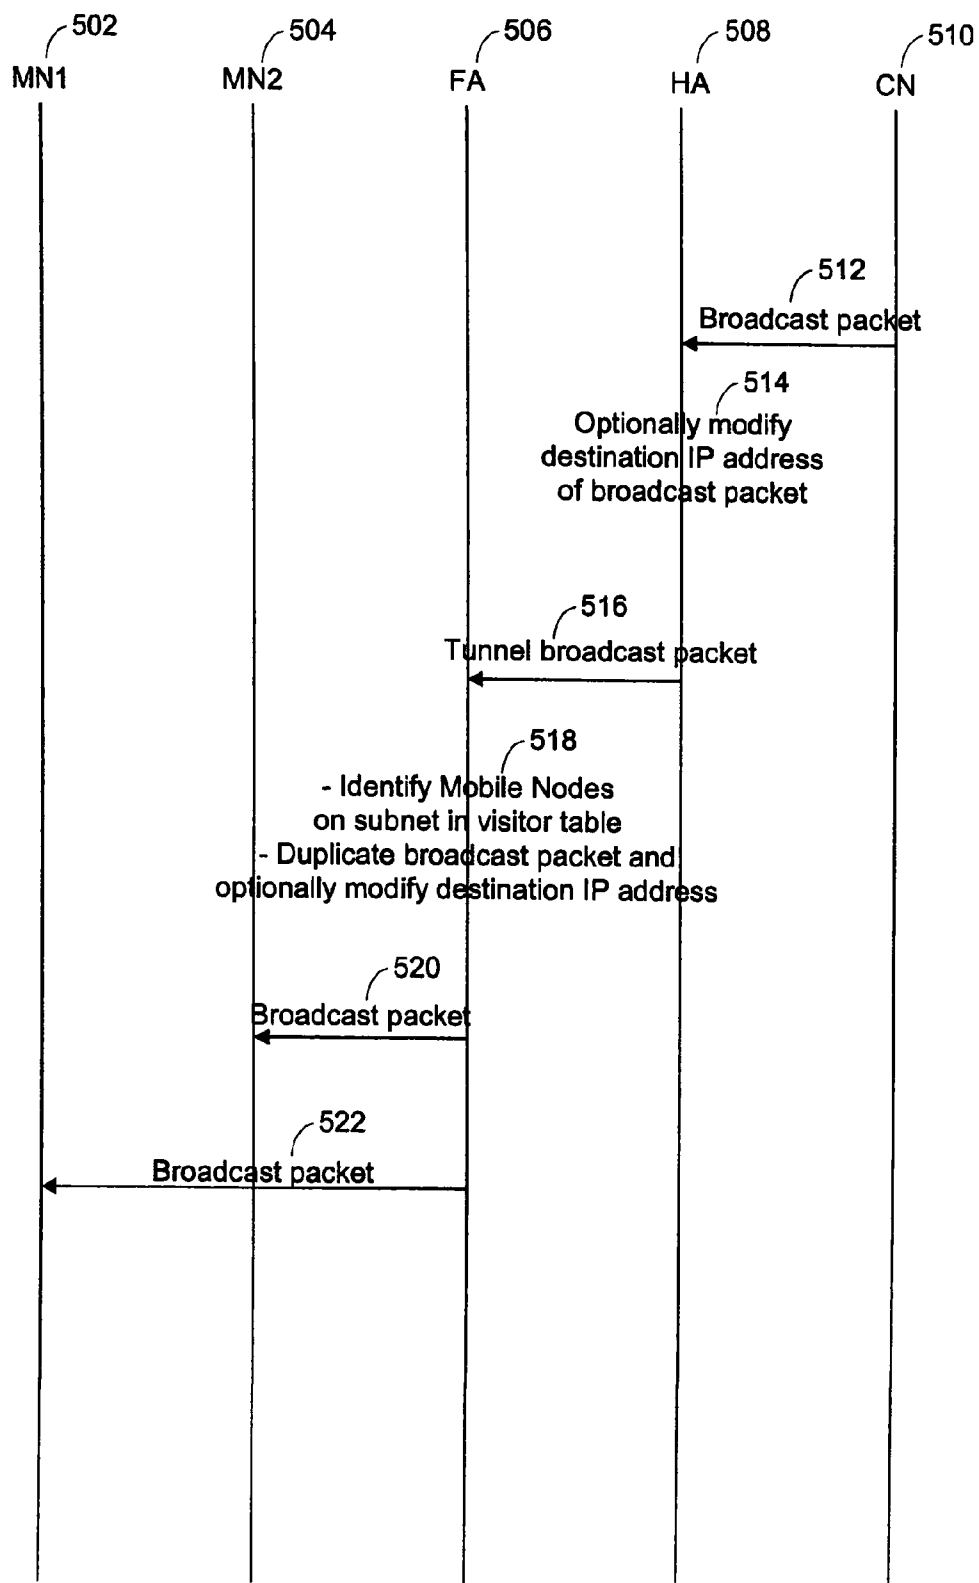 502
504
506
508
510
MN1
MN2
FA
HA
CN
512
Broadcast packet
514
Optionally modify
destination IP address
of broadcast packet
516
Tunnel broadcast packet
518
- Identify Mobile Nodes
on subnet in visitor table
- Duplicate broadcast packet and
optionally modify destination IP address
520
Broadcast packet
522
Broadcast packet